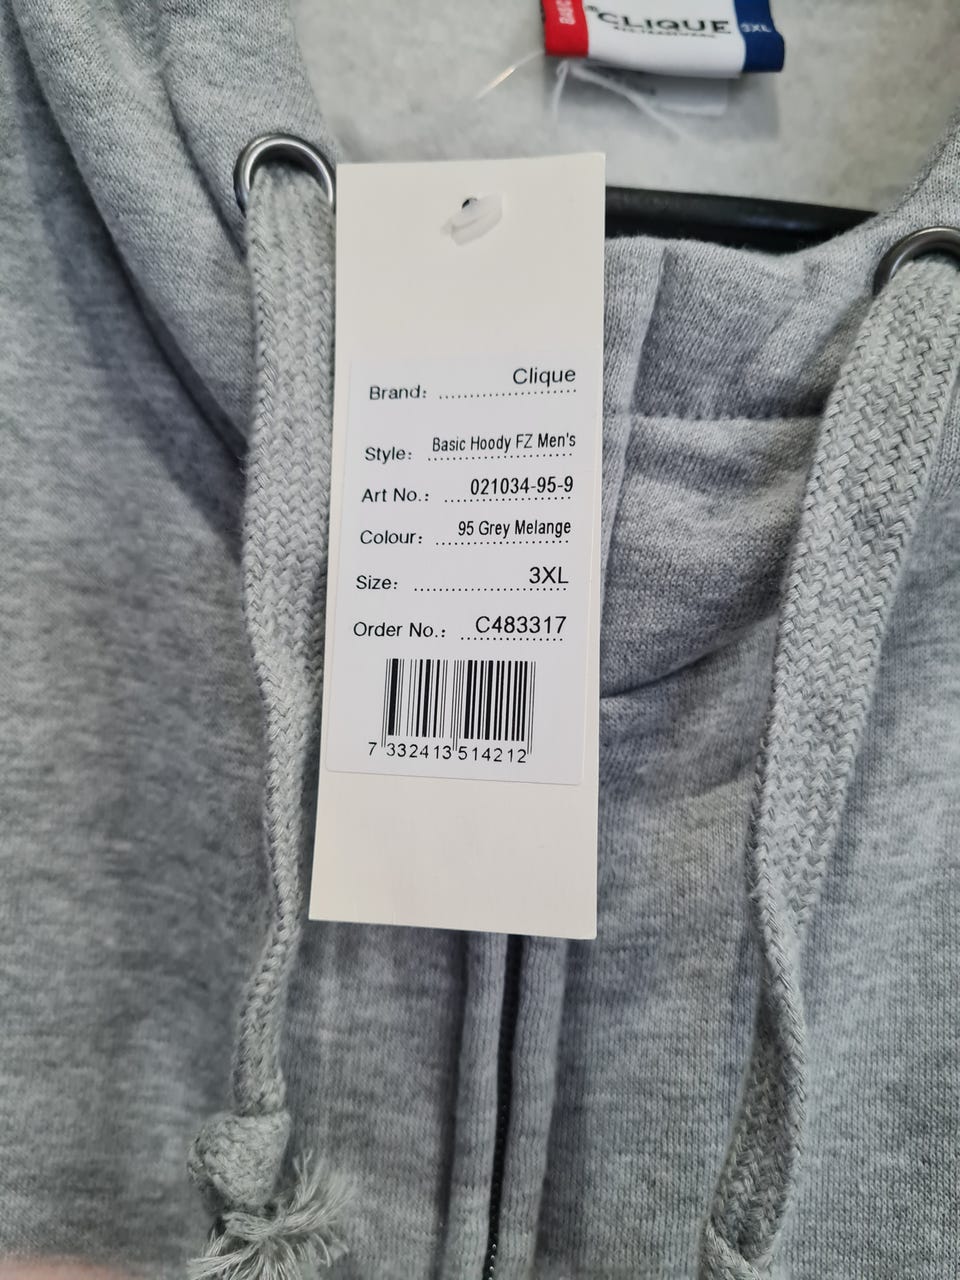 BASIC
CLIQUE
3XL
Brand: Clique
Style: Basic Hoody FZ Men's
Art No.: 021034-95-9
Colour: 95 Grey Melange
Size: 3XL
Order No.: C483317
7 332413 514212